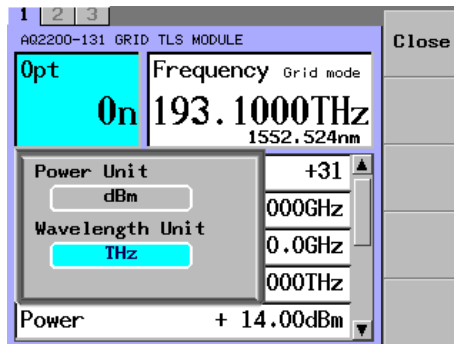 1 2 3
AQ2200-131 GRID TLS MODULE
Close
Opt
On
Frequency Grid mode
193.1000THz
1552.524nm
Power Unit
dBm
Wavelength Unit
THz
+31
000GHz
0.0GHz
000THz
Power + 14.00dBm